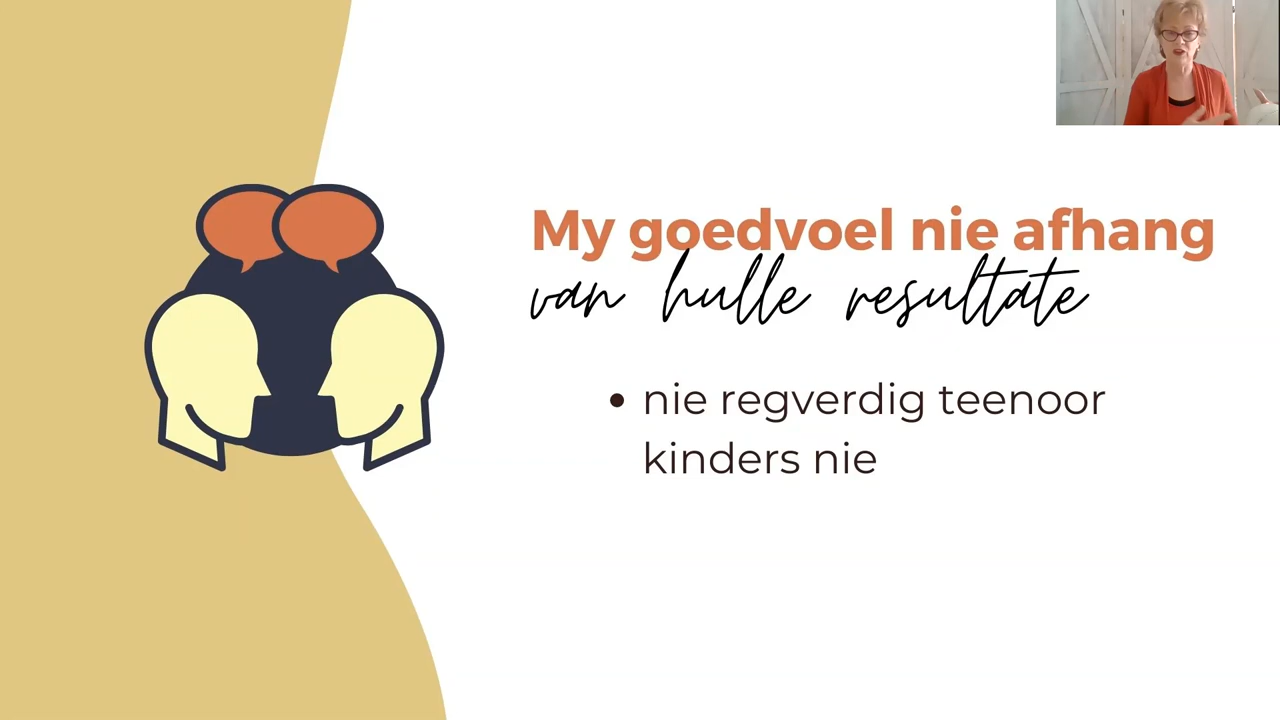 My goedvoel nie afhang
van hulle resultate
• nie regverdig teenoor
kinders nie